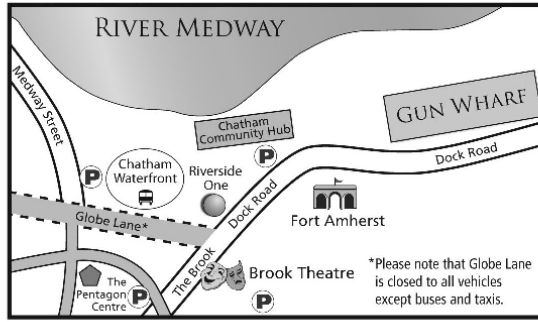 RIVER MEDWAY
Medway Street
GUN WHARF
Chatham
Community Hub
P
Dock Road
P
Chatham
Waterfront
Riverside
One
Dock Road
Fort Amherst
Globe Lane*
The Brook
Brook Theatre
The
Pentagon
Centre
P
P
*Please note that Globe Lane
is closed to all vehicles
except buses and taxis.